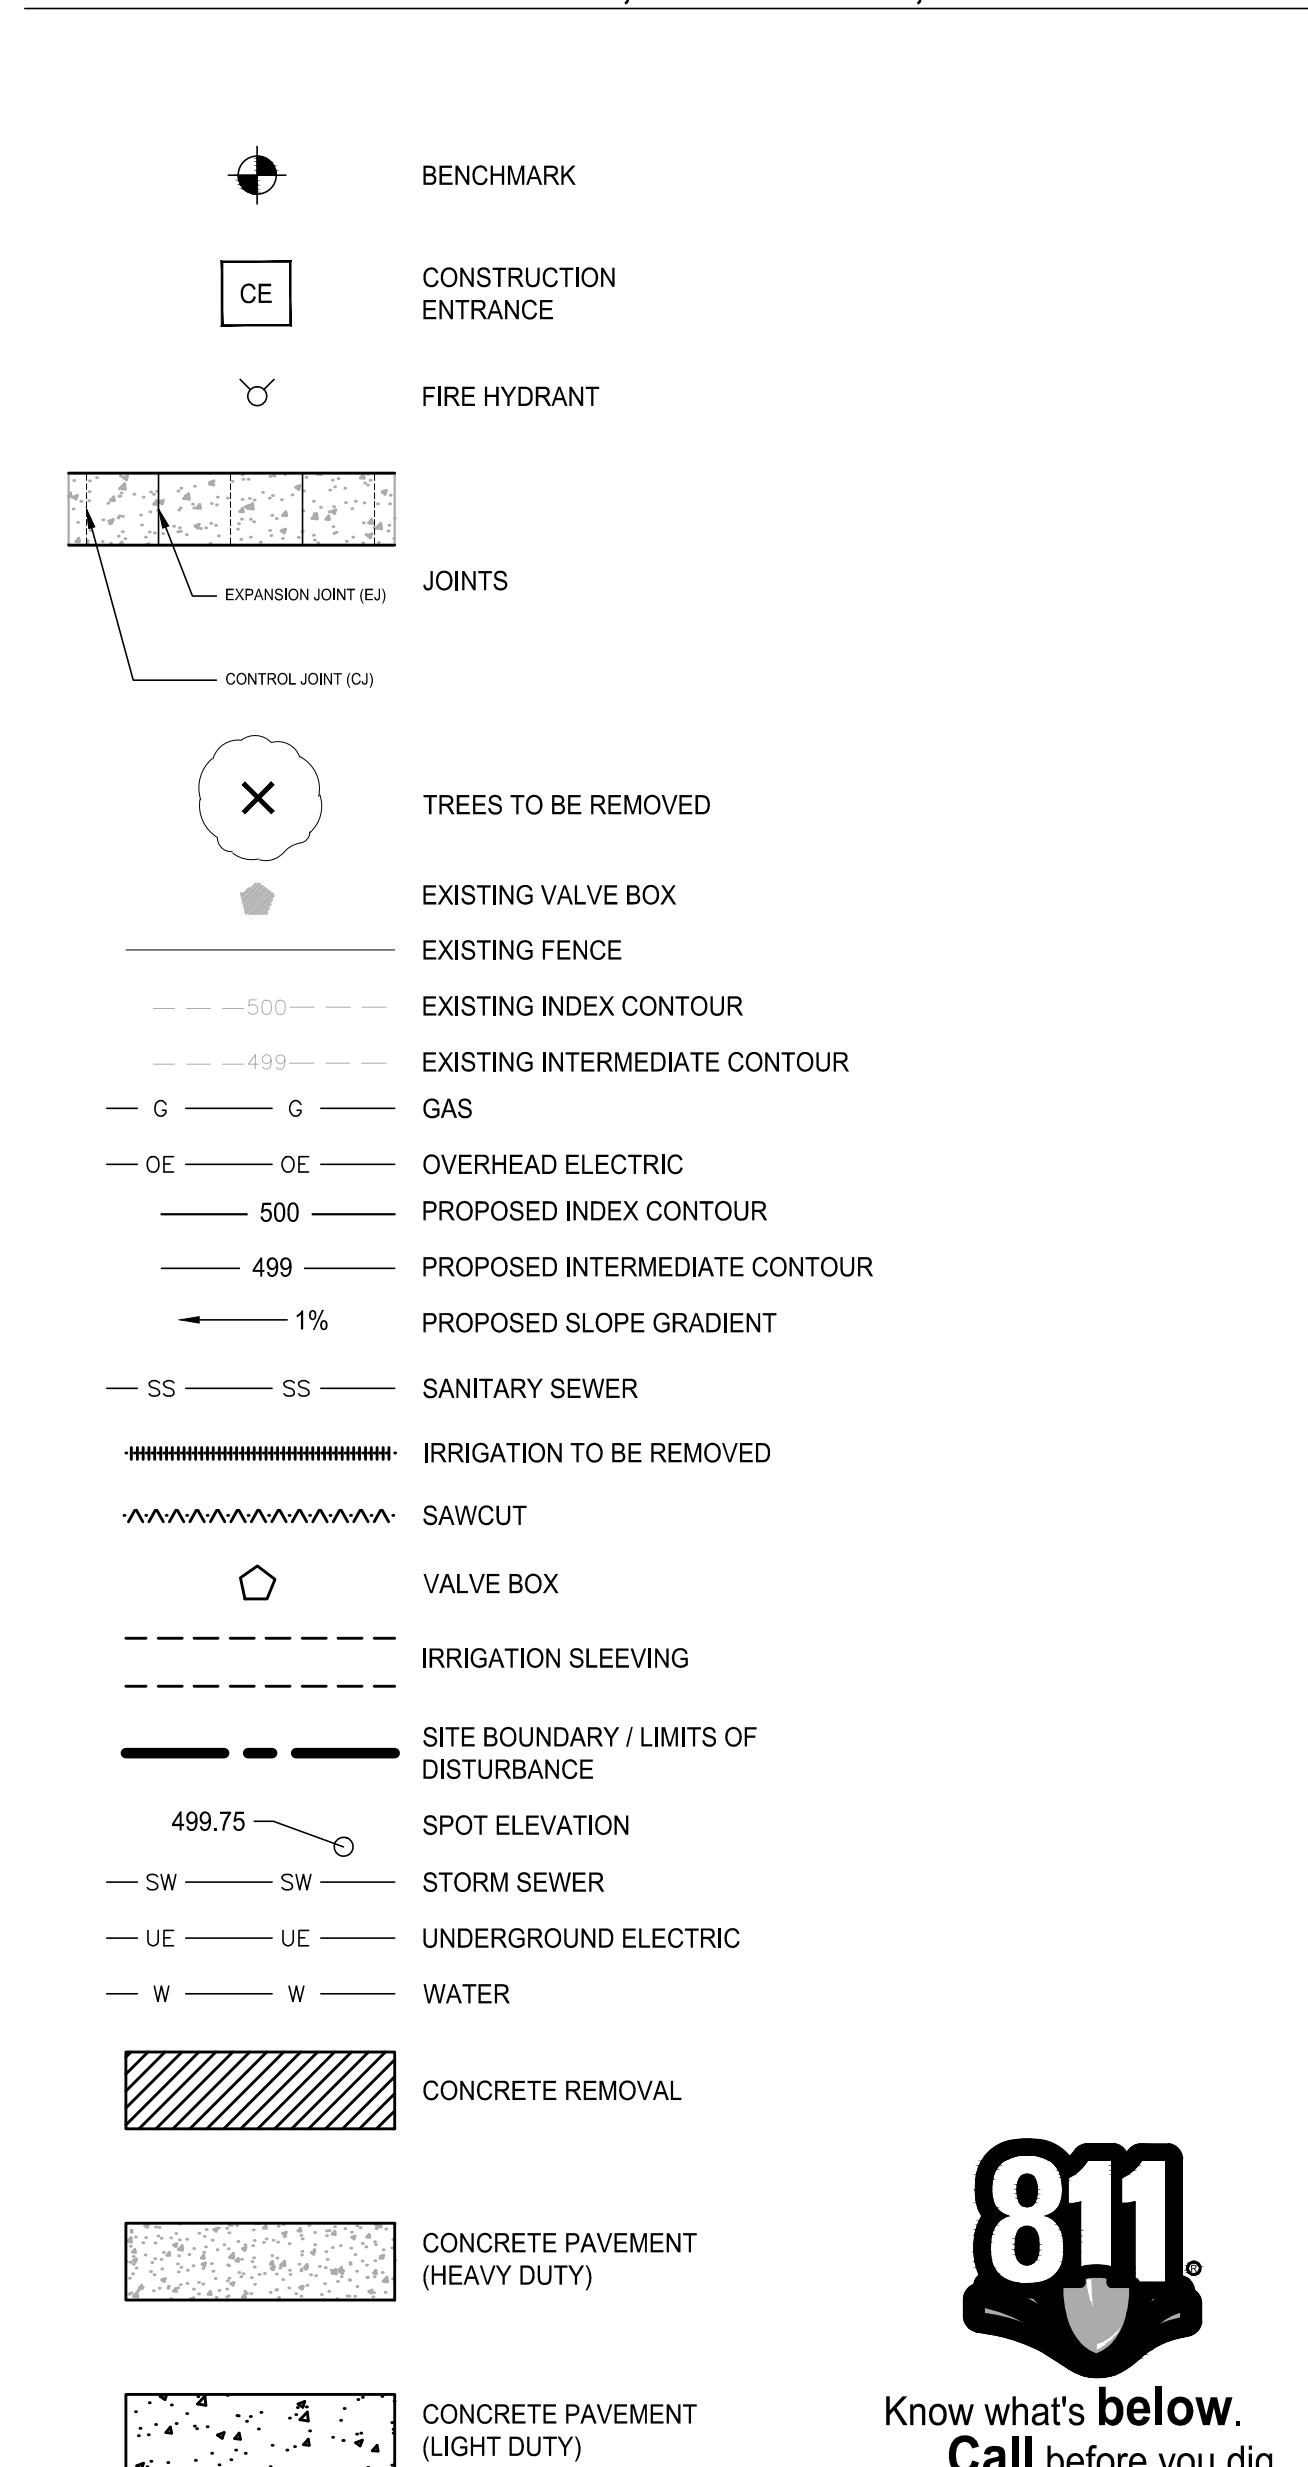 BENCHMARK
CE
CONSTRUCTION
ENTRANCE
FIRE HYDRANT
EXPANSION JOINT (EJ)
JOINTS
CONTROL JOINT (CJ)
TREES TO BE REMOVED
EXISTING VALVE BOX
EXISTING FENCE
500 EXISTING INDEX CONTOUR
499 EXISTING INTERMEDIATE CONTOUR
G G GAS
OE OE OVERHEAD ELECTRIC
500 PROPOSED INDEX CONTOUR
499 PROPOSED INTERMEDIATE CONTOUR
1% PROPOSED SLOPE GRADIENT
SS SS SANITARY SEWER
IRRIGATION TO BE REMOVED
SAWCUT
VALVE BOX
IRRIGATION SLEEVING
SITE BOUNDARY / LIMITS OF
DISTURBANCE
499.75 SPOT ELEVATION
SW SW STORM SEWER
UE UE UNDERGROUND ELECTRIC
W W WATER
CONCRETE REMOVAL
CONCRETE PAVEMENT
(HEAVY DUTY)
CONCRETE PAVEMENT
(LIGHT DUTY)
811
®
Know what's below.
Call before you dig